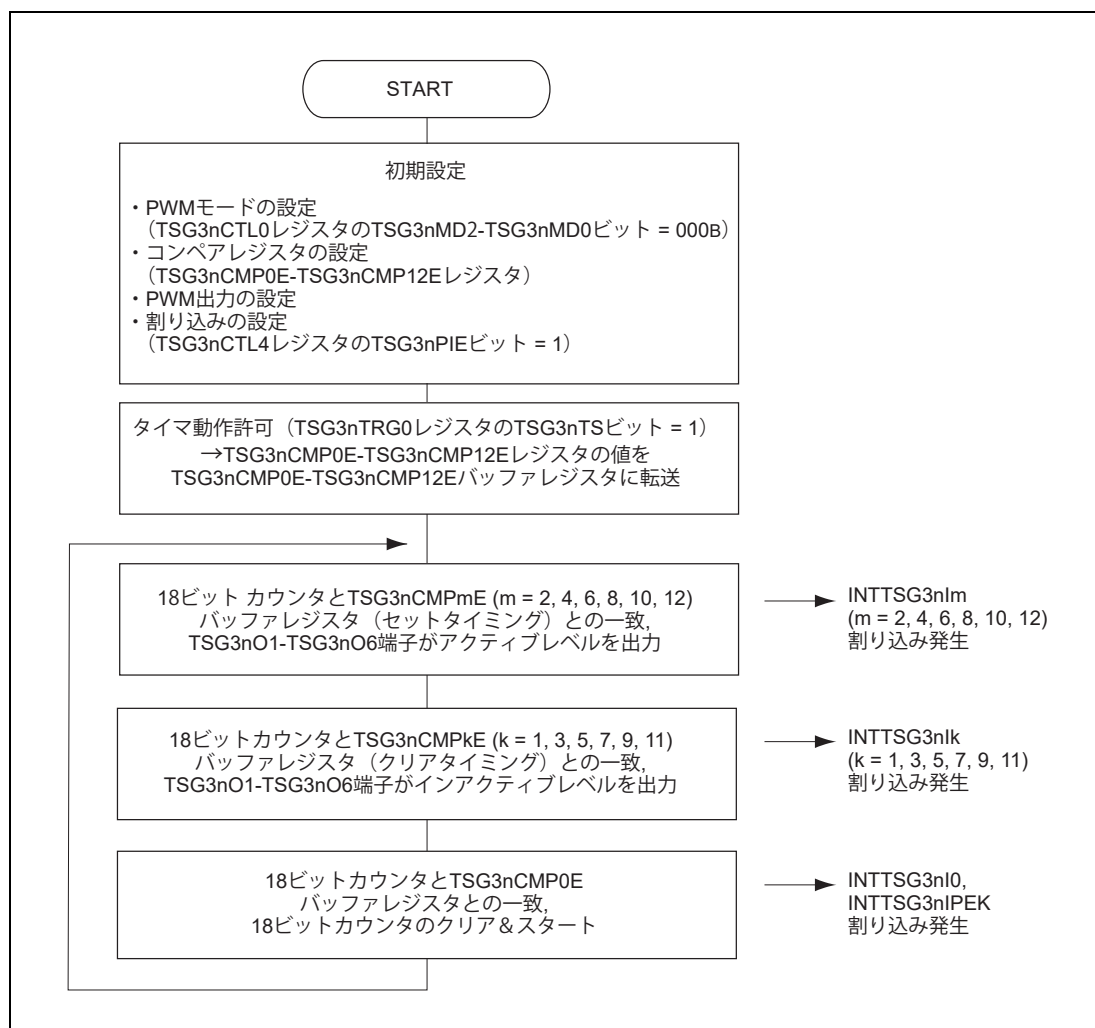 START
初期設定
・PWMモードの設定
（TSG3nCTL0レジスタのTSG3nMD2-TSG3nMD0ビット = 000B）
・コンペアレジスタの設定
（TSG3nCMP0E-TSG3nCMP12Eレジスタ）
・PWM出力の設定
・割り込みの設定
（TSG3nCTL4レジスタのTSG3nPIEビット = 1）
タイマ動作許可（TSG3nTRG0レジスタのTSG3nTSビット = 1）
→TSG3nCMP0E-TSG3nCMP12Eレジスタの値を
TSG3nCMP0E-TSG3nCMP12Eバッファレジスタに転送
18ビット カウンタとTSG3nCMPmE (m = 2, 4, 6, 8, 10, 12)
バッファレジスタ（セットタイミング）との一致,
TSG3nO1-TSG3nO6端子がアクティブレベルを出力
INTTSG3nIm
(m = 2, 4, 6, 8, 10, 12)
割り込み発生
18ビットカウンタとTSG3nCMPkE (k = 1, 3, 5, 7, 9, 11)
バッファレジスタ（クリアタイミング）との一致,
TSG3nO1-TSG3nO6端子がインアクティブレベルを出力
INTTSG3nIk
(k = 1, 3, 5, 7, 9, 11)
割り込み発生
18ビットカウンタとTSG3nCMP0E
バッファレジスタとの一致,
18ビットカウンタのクリア＆スタート
INTTSG3nI0,
INTTSG3nIPEK
割り込み発生